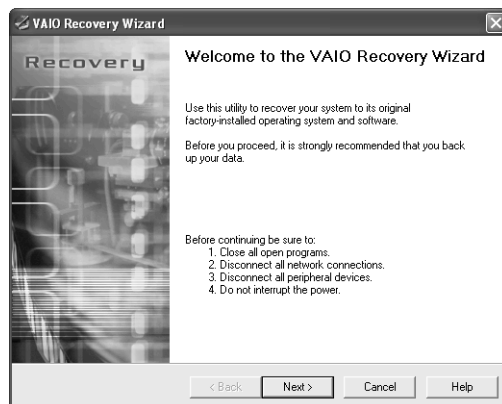 VAIO Recovery Wizard
Recovery
Welcome to the VAIO Recovery Wizard
Use this utility to recover your system to its original
factory-installed operating system and software.
Before you proceed, it is strongly recommended that you back
up your data.
Before continuing be sure to:
1. Close all open programs.
2. Disconnect all network connections.
3. Disconnect all peripheral devices.
4. Do not interrupt the power.
< Back
Next >
Cancel
Help